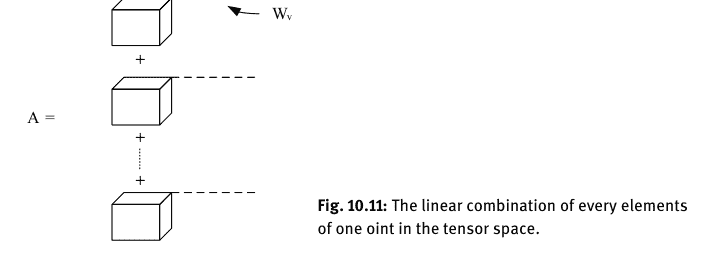 Wᵥ
+
A =
+
+
Fig. 10.11: The linear combination of every elements
of one oint in the tensor space.